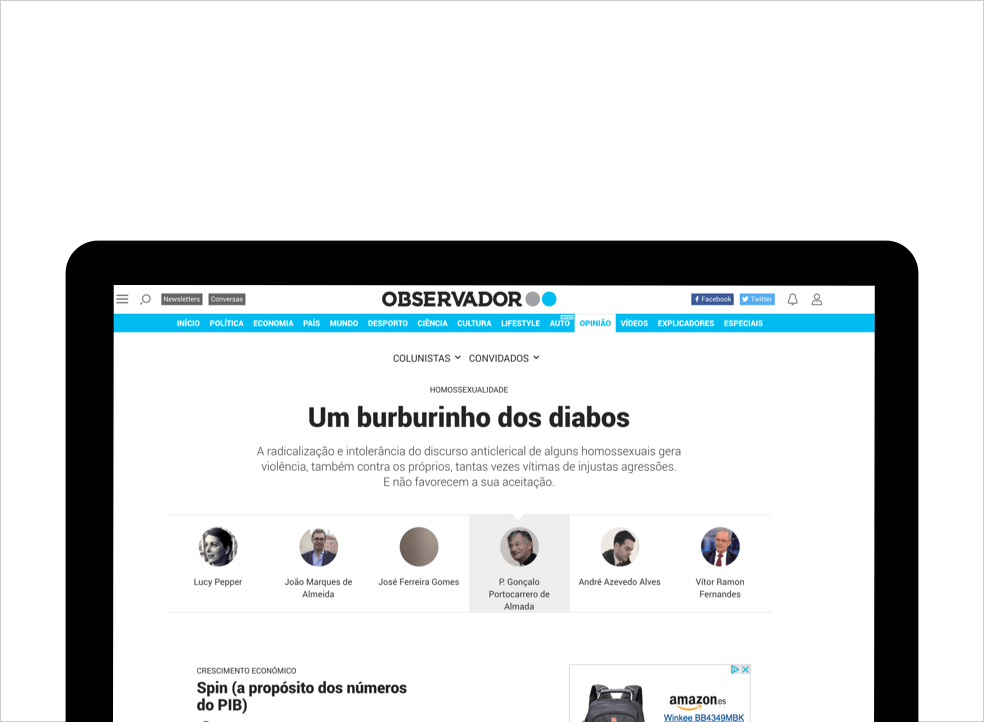 Newsletters Conversas OBSERVADOR Facebook Twitter
INÍCIO POLÍTICA ECONOMIA PAÍS MUNDO DESPORTO CIÊNCIA CULTURA LIFESTYLE AUTO NOVO OPINIÃO VÍDEOS EXPLICADORES ESPECIAIS
COLUNISTAS CONVIDADOS
HOMOSSEXUALIDADE
Um burburinho dos diabos
A radicalização e intolerância do discurso anticlerical de alguns homossexuais gera
violência, também contra os próprios, tantas vezes vítimas de injustas agressões.
E não favorecem a sua aceitação.
Lucy Pepper
João Marques de
Almeida
José Ferreira Gomes
P. Gonçalo
Portocarrero de
Almada
André Azevedo Alves
Vítor Ramon
Fernandes
CRESCIMENTO ECONÓMICO
Spin (a propósito dos números
do PIB)
amazon.es
Winkee BB4349MBK